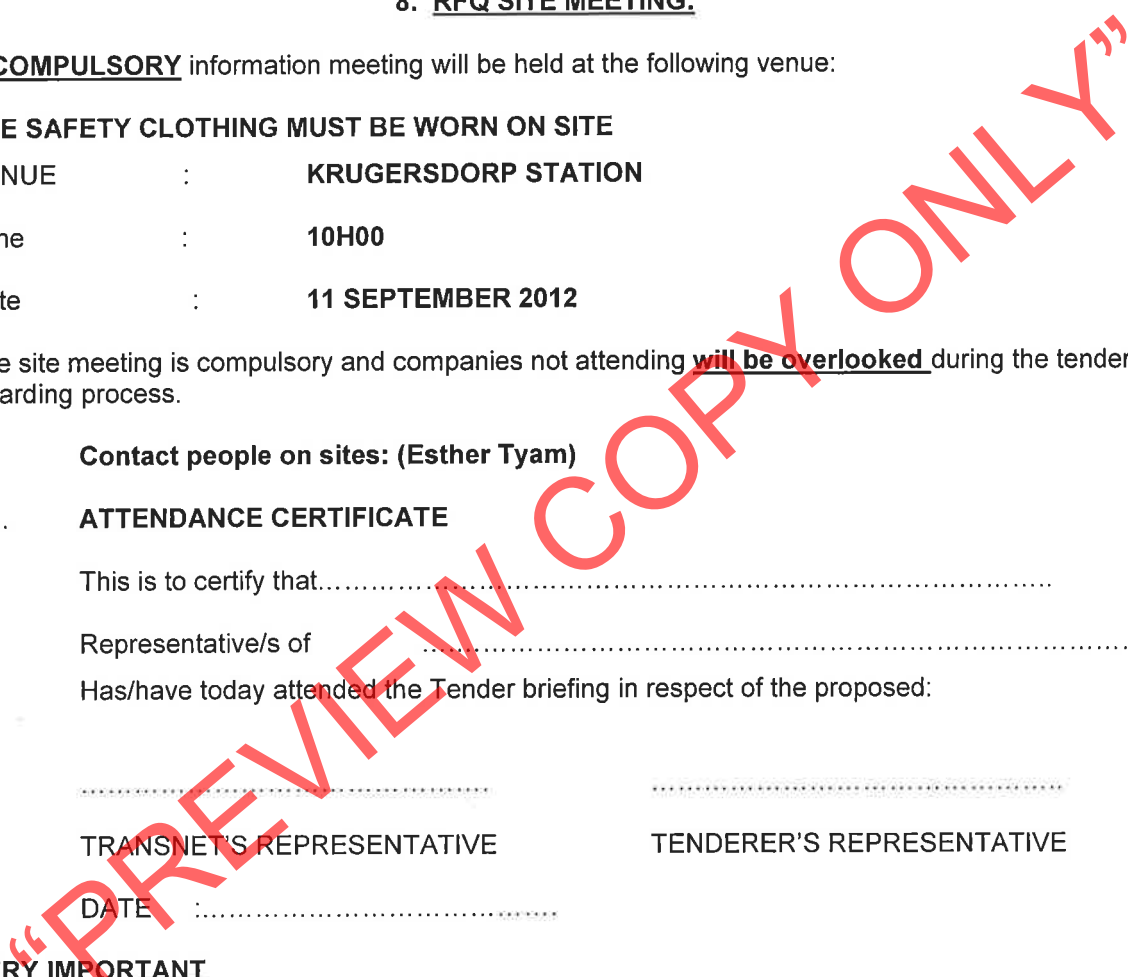 8. RFQ SITE MEETING:
COMPULSORY information meeting will be held at the following venue:
E SAFETY CLOTHING MUST BE WORN ON SITE
NUE : KRUGERSDORP STATION
ne : 10H00
te : 11 SEPTEMBER 2012
e site meeting is compulsory and companies not attending will be overlooked during the tender
arding process.
Contact people on sites: (Esther Tyam)
. ATTENDANCE CERTIFICATE
This is to certify that................................................................................
Representative/s of ................................................................................
Has/have today attended the Tender briefing in respect of the proposed:
................................................ ................................................
TRANSNET'S REPRESENTATIVE TENDERER'S REPRESENTATIVE
DATE :..........................................
RY IMPORTANT
“PREVIEW COPY ONLY”